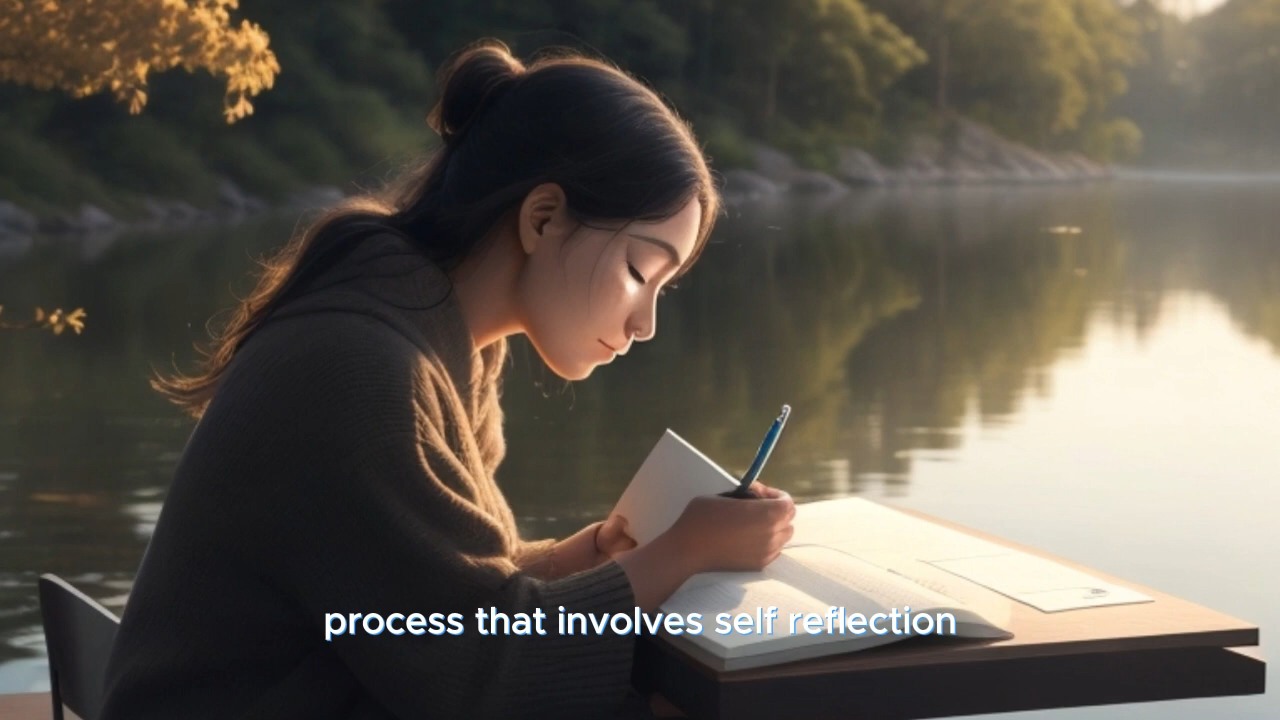 process that involves self reflection